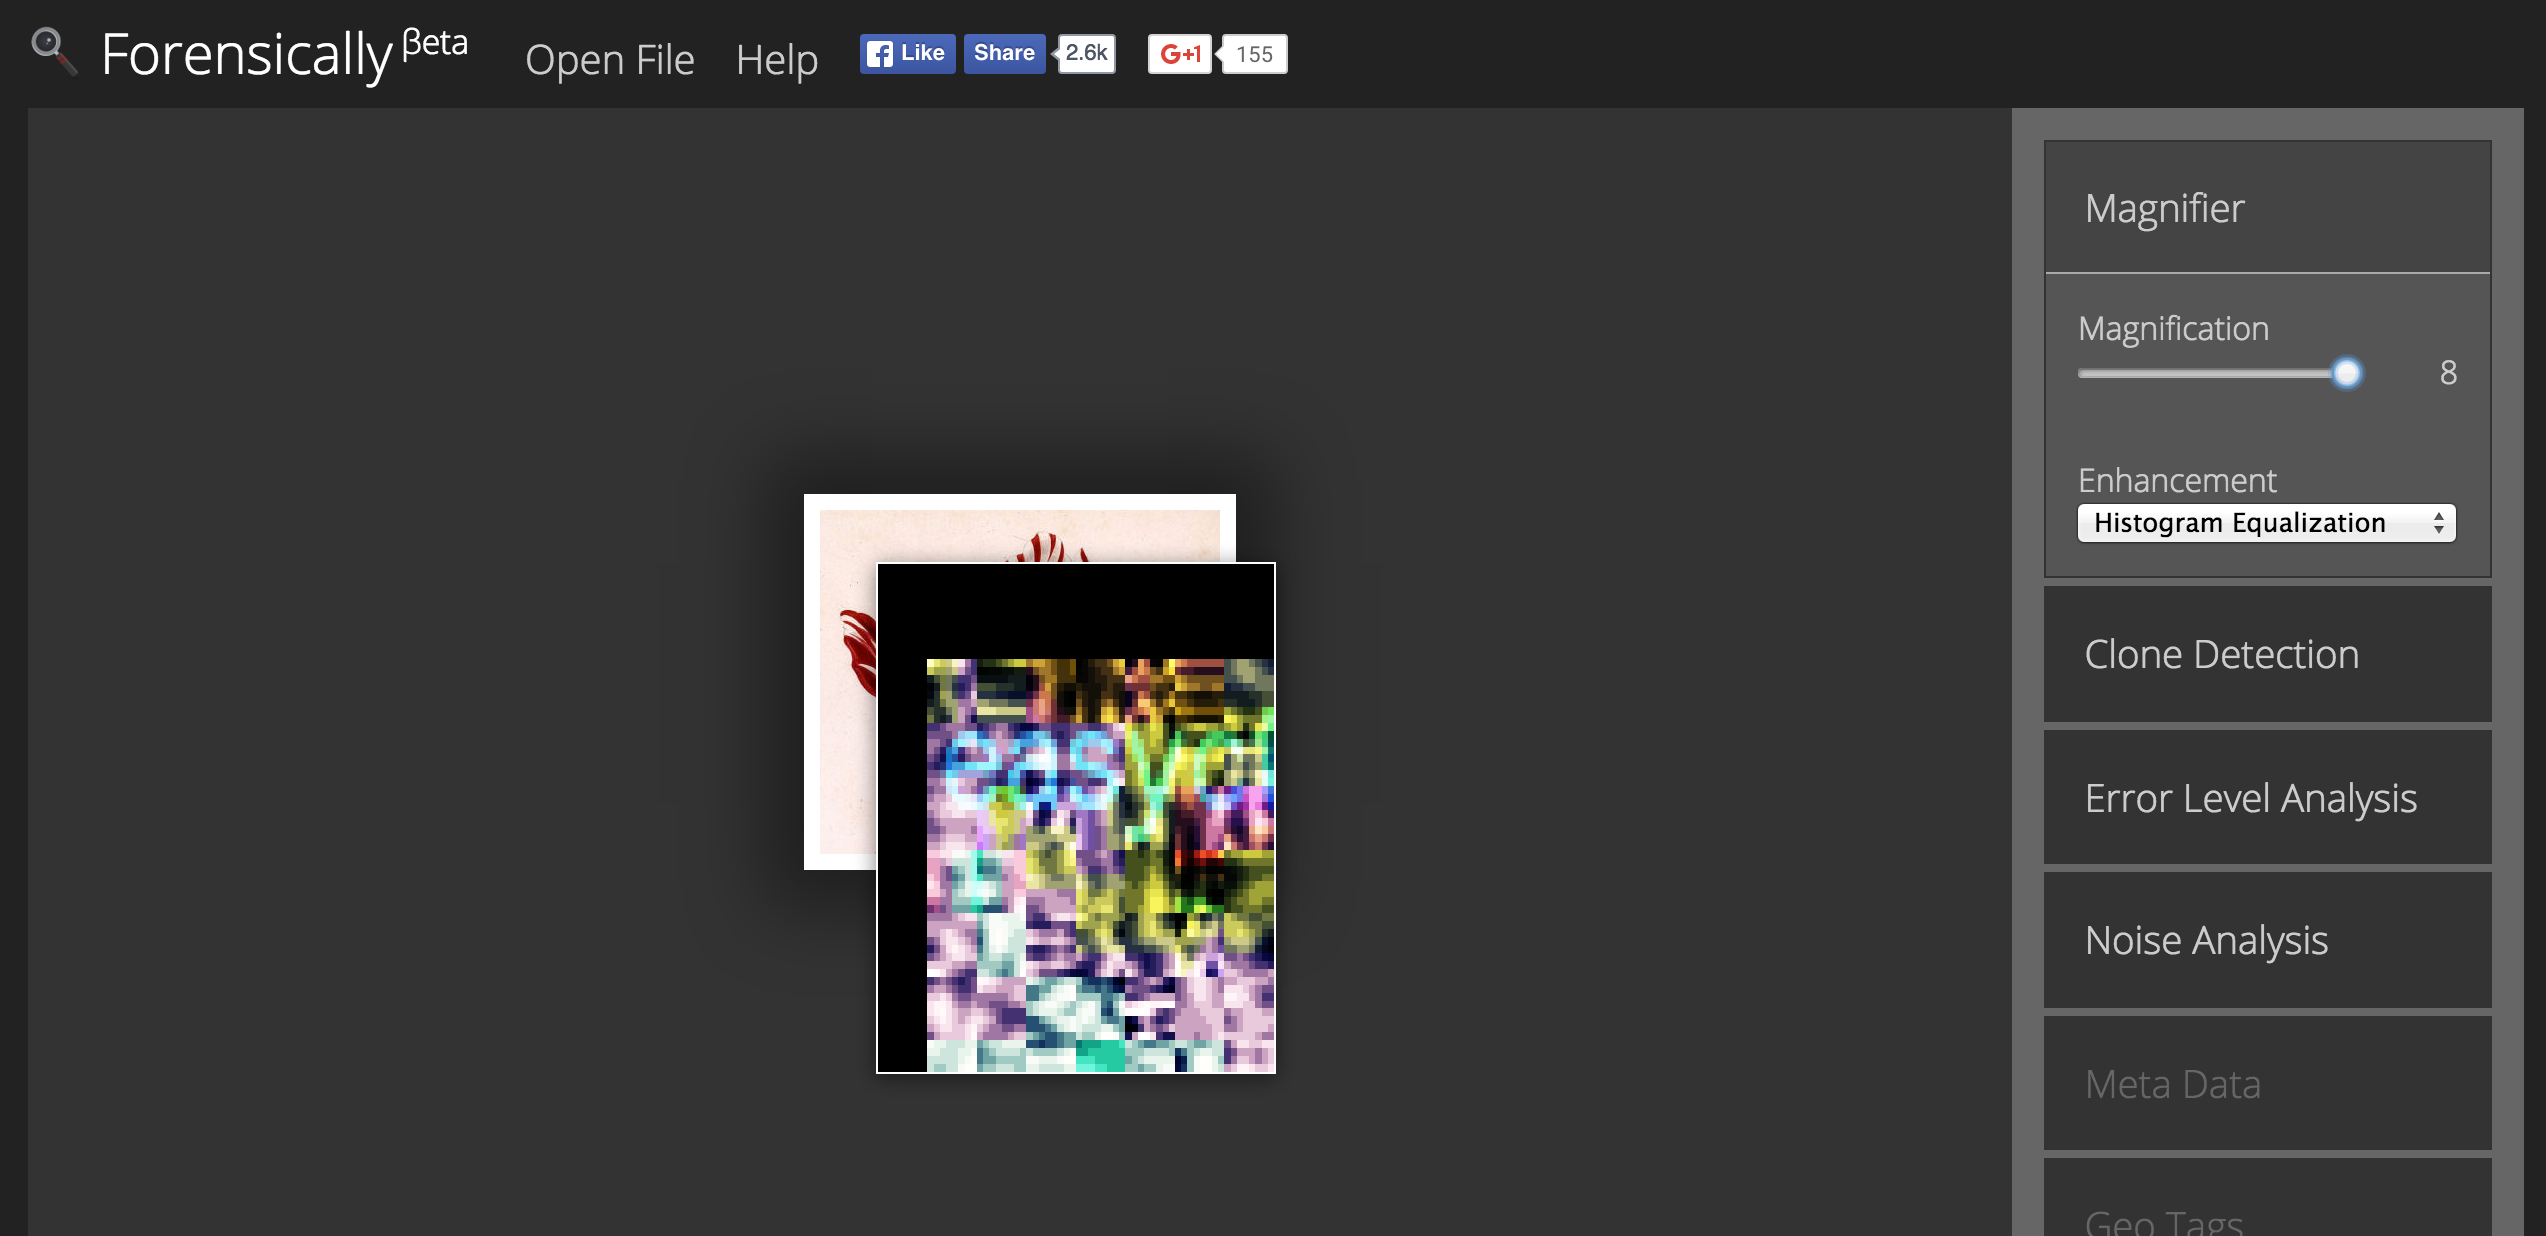 Forensically βeta
Open File
Help
Like
Share
2.6k
G+1
155
Magnifier
Magnification
8
Enhancement
Histogram Equalization
Clone Detection
Error Level Analysis
Noise Analysis
Meta Data
Geo Tags